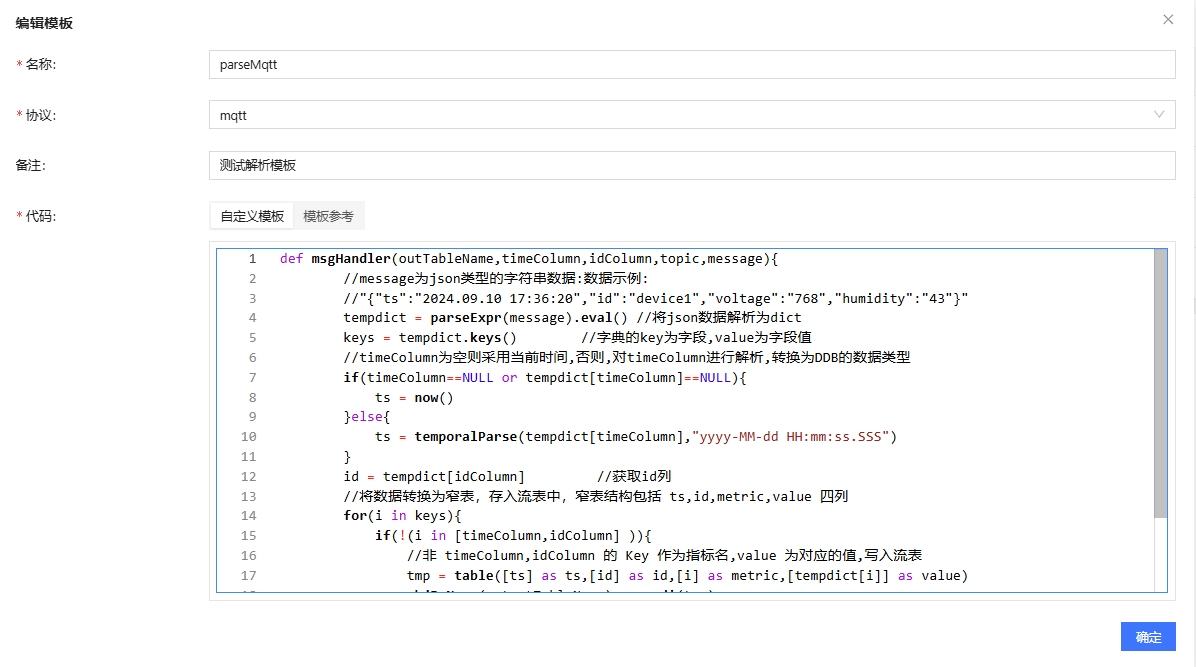 编辑模板
* 名称:
parseMqtt
* 协议:
mqtt
备注:
测试解析模板
* 代码:
自定义模板 模板参考
1 def msgHandler(outTableName,timeColumn,idColumn,topic,message){
2 //message为json类型的字符串数据:数据示例:
3 //"{"ts":"2024.09.10 17:36:20","id":"device1","voltage":"768","humidity":"43"}"
4 tempdict = parseExpr(message).eval() //将json数据解析为dict
5 keys = tempdict.keys() //字典的key为字段,value为字段值
6 //timeColumn为空则采用当前时间,否则,对timeColumn进行解析,转换为DDB的数据类型
7 if(timeColumn==NULL or tempdict[timeColumn]==NULL){
8 ts = now()
9 }else{
10 ts = temporalParse(tempdict[timeColumn],"yyyy-MM-dd HH:mm:ss.SSS")
11 }
12 id = tempdict[idColumn] //获取id列
13 //将数据转换为窄表，存入流表中，窄表结构包括 ts,id,metric,value 四列
14 for(i in keys){
15 if(!(i in [timeColumn,idColumn] )){
16 //非 timeColumn,idColumn 的 Key 作为指标名,value 为对应的值,写入流表
17 tmp = table([ts] as ts,[id] as id,[i] as metric,[tempdict[i]] as value)
确定